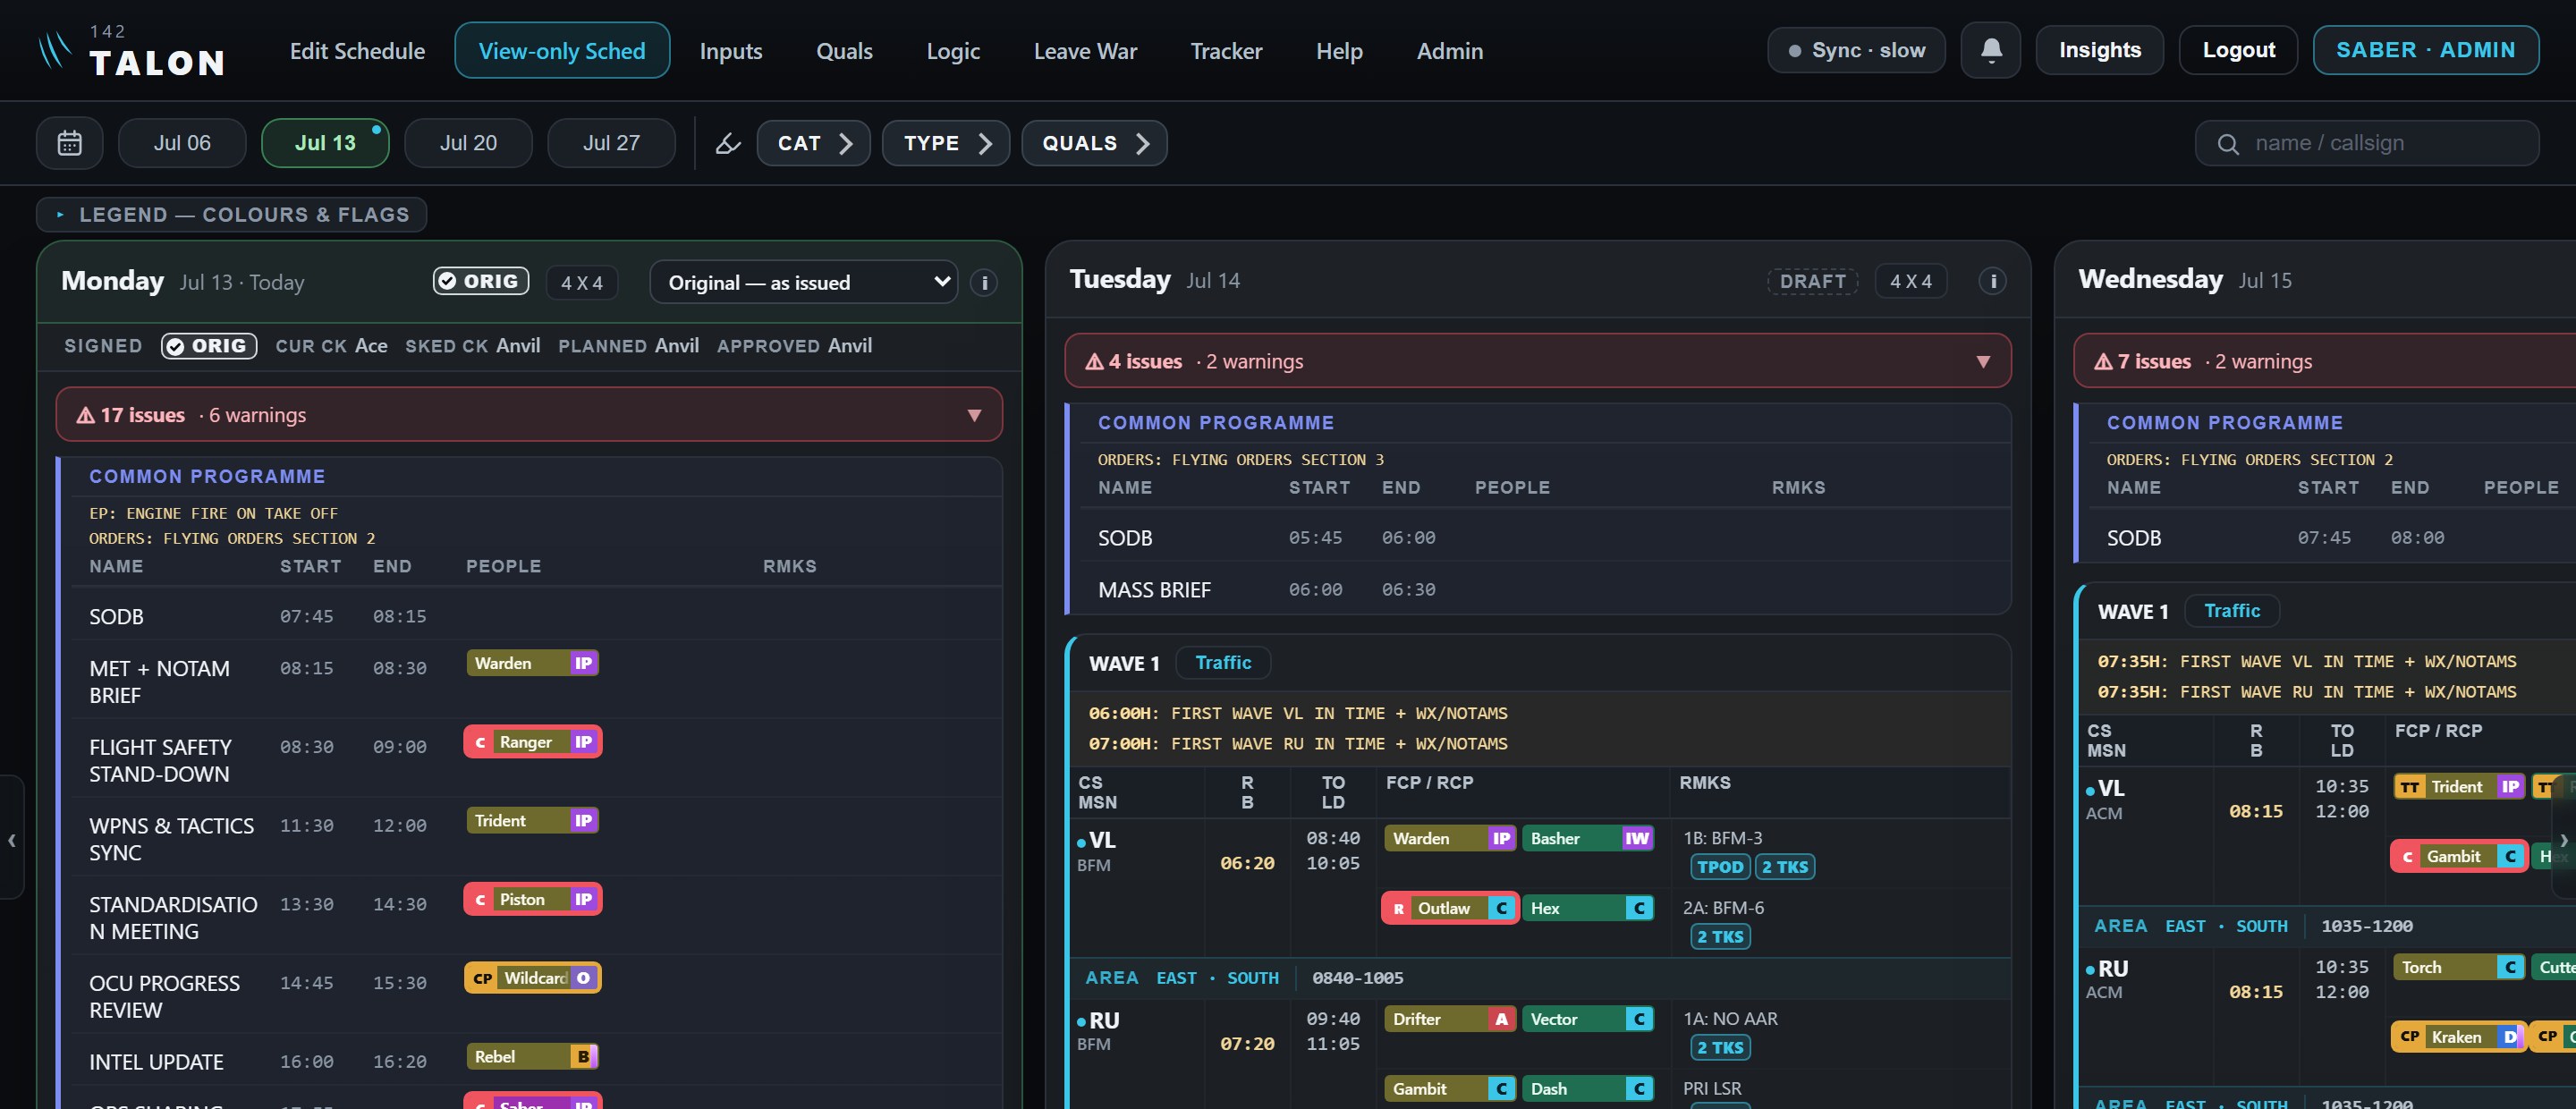 142
TALON
Edit Schedule
View-only Sched
Inputs
Quals
Logic
Leave War
Tracker
Help
Admin
Sync · slow
Insights
Logout
SABER · ADMIN
Jul 06
Jul 13
Jul 20
Jul 27
CAT
TYPE
QUALS
name / callsign
LEGEND — COLOURS & FLAGS
Monday Jul 13 · Today
ORIG
4 X 4
Original — as issued
SIGNED ORIG CUR CK Ace SKED CK Anvil PLANNED Anvil APPROVED Anvil
17 issues · 6 warnings
COMMON PROGRAMME
EP: ENGINE FIRE ON TAKE OFF
ORDERS: FLYING ORDERS SECTION 2
NAME START END PEOPLE RMKS
SODB 07:45 08:15
MET + NOTAM BRIEF 08:15 08:30 Warden IP
FLIGHT SAFETY STAND-DOWN 08:30 09:00 C Ranger IP
WPNS & TACTICS SYNC 11:30 12:00 Trident IP
STANDARDISATIO
N MEETING 13:30 14:30 C Piston IP
OCU PROGRESS REVIEW 14:45 15:30 CP Wildcard O
INTEL UPDATE 16:00 16:20 Rebel B
C Saber IP
Tuesday Jul 14
DRAFT
4 X 4
4 issues · 2 warnings
COMMON PROGRAMME
ORDERS: FLYING ORDERS SECTION 3
NAME START END PEOPLE RMKS
SODB 05:45 06:00
MASS BRIEF 06:00 06:30
WAVE 1 Traffic
06:00H: FIRST WAVE VL IN TIME + WX/NOTAMS
07:00H: FIRST WAVE RU IN TIME + WX/NOTAMS
CS R TO FCP / RCP RMKS
MSN B LD
VL BFM 06:20 08:40 10:05 Warden IP Basher IW 1B: BFM-3
TPOD 2 TKS
R Outlaw C Hex C 2A: BFM-6
2 TKS
AREA EAST · SOUTH 0840-1005
RU BFM 07:20 09:40 11:05 Drifter A Vector C 1A: NO AAR
2 TKS
Gambit C Dash C PRI LSR
Wednesday Jul 15
7 issues · 2 warnings
COMMON PROGRAMME
ORDERS: FLYING ORDERS SECTION 2
NAME START END PEOPLE
SODB 07:45 08:00
WAVE 1 Traffic
07:35H: FIRST WAVE VL IN TIME + WX/NOTAMS
07:35H: FIRST WAVE RU IN TIME + WX/NOTAMS
CS R TO FCP / RCP
MSN B LD
VL ACM 08:15 10:35 12:00 TT Trident IP
C Gambit C
AREA EAST · SOUTH 1035-1200
RU ACM 08:15 10:35 12:00 Torch C
CP Kraken D CP
AREA EAST · SOUTH 1035-1200